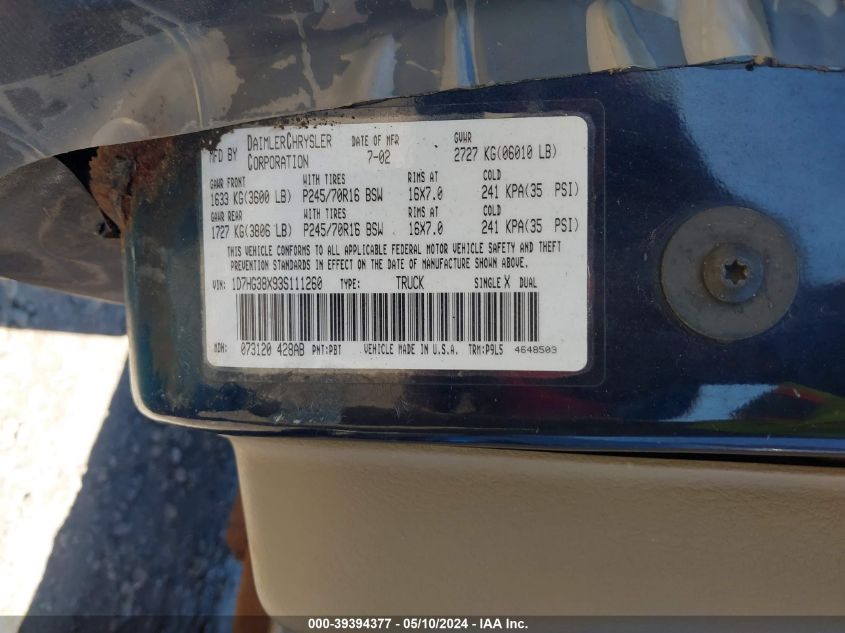 MFD BY DAIMLERCHRYSLER CORPORATION DATE OF MFR 7-02 GVWR 2727 KG(06010 LB)
GAWR FRONT WITH TIRES RIMS AT COLD
1633 KG(3600 LB) P245/70R16 BSW 16X7.0 241 KPA(35 PSI)
GAWR REAR WITH TIRES RIMS AT COLD
1727 KG(3806 LB) P245/70R16 BSW 16X7.0 241 KPA(35 PSI)
THIS VEHICLE CONFORMS TO ALL APPLICABLE FEDERAL MOTOR VEHICLE SAFETY AND THEFT
PREVENTION STANDARDS IN EFFECT ON THE DATE OF MANUFACTURE SHOWN ABOVE.
VIN: 1D7HG38X93S111260 TYPE: TRUCK SINGLE X DUAL
MDH: 073120 428AB PNT:PBT VEHICLE MADE IN U.S.A. TRM:P9L5 4648503
000-39394377 - 05/10/2024 - IAA Inc.